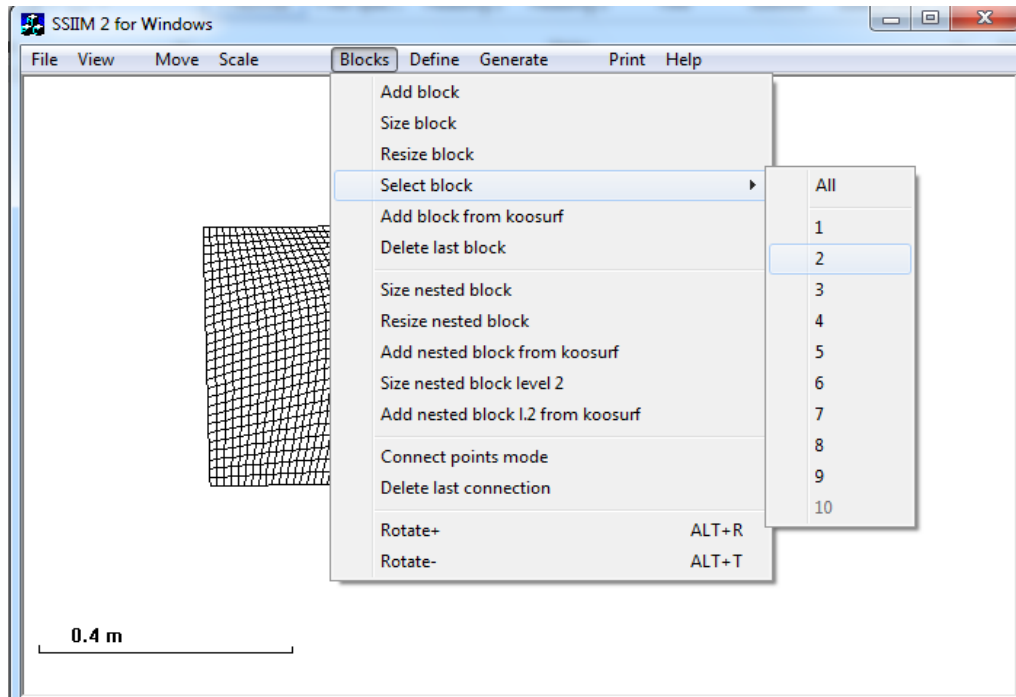 SSIIM 2 for Windows
File View Move Scale Blocks Define Generate Print Help
Add block
Size block
Resize block
Select block
Add block from koosurf
Delete last block
Size nested block
Resize nested block
Add nested block from koosurf
Size nested block level 2
Add nested block l.2 from koosurf
Connect points mode
Delete last connection
Rotate+ ALT+R
Rotate- ALT+T
All
1
2
3
4
5
6
7
8
9
10
0.4 m